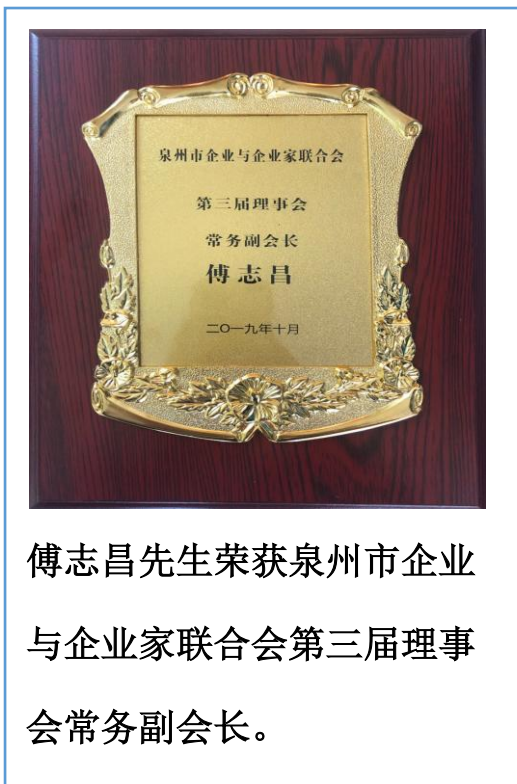 泉州市企业与企业家联合会
第三届理事会
常务副会长
傅志昌
二〇一九年十月
傅志昌先生荣获泉州市企业
与企业家联合会第三届理事
会常务副会长。